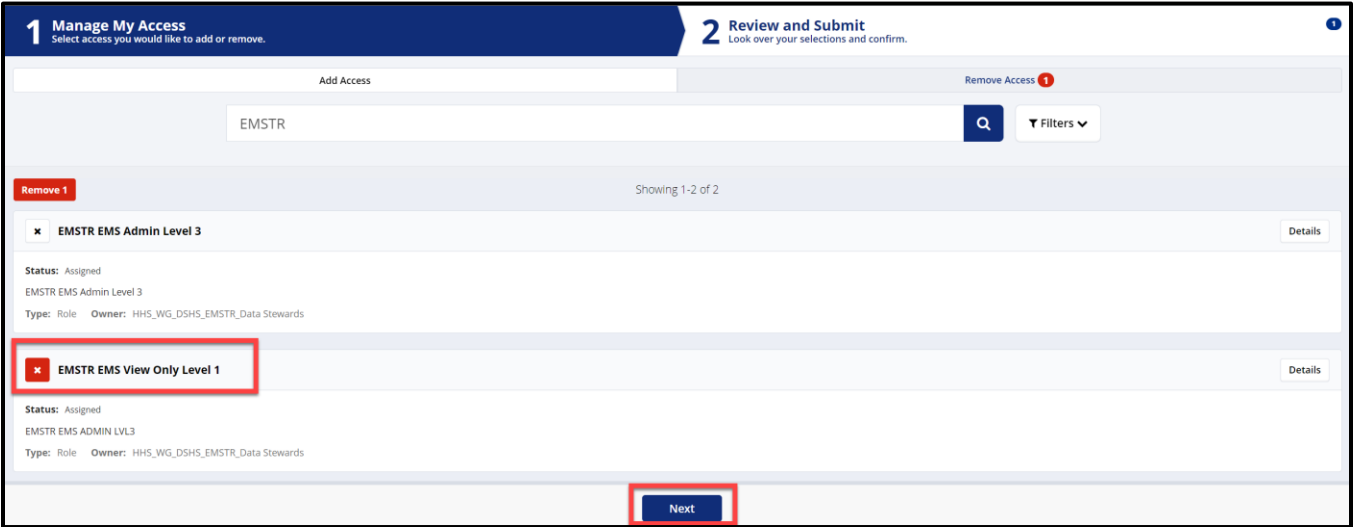 1 Manage My Access
Select access you would like to add or remove.
2 Review and Submit
Look over your selections and confirm.
1
Add Access
Remove Access 1
EMSTR
Filters
Remove 1
Showing 1-2 of 2
EMSTR EMS Admin Level 3
Details
Status: Assigned
EMSTR EMS Admin Level 3
Type: Role Owner: HHS_WG_DSHS_EMSTR_Data Stewards
EMSTR EMS View Only Level 1
Details
Status: Assigned
EMSTR EMS ADMIN LVL3
Type: Role Owner: HHS_WG_DSHS_EMSTR_Data Stewards
Next